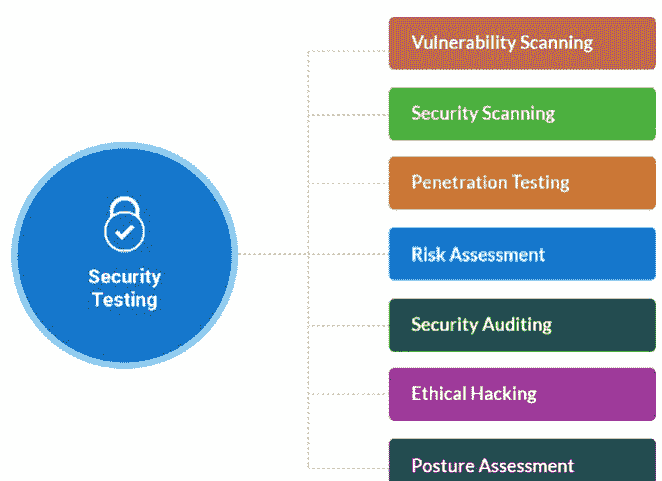 Vulnerability Scanning
Security Scanning
Penetration Testing
Risk Assessment
Security
Testing
Security Auditing
Ethical Hacking
Posture Assessment